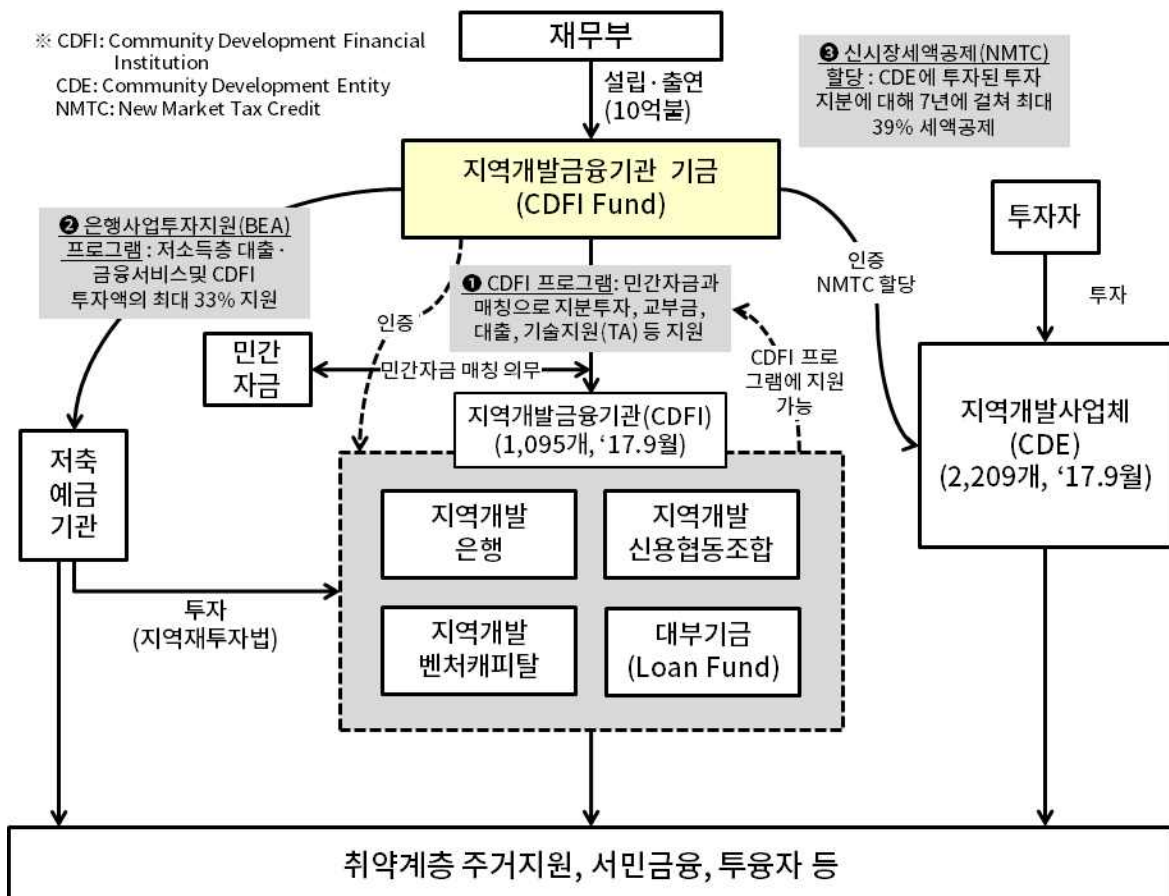 ※ CDFI: Community Development Financial
Institution
CDE: Community Development Entity
NMTC: New Market Tax Credit
재무부
❸ 신시장세액공제(NMTC)
할당 : CDE에 투자된 투자
지분에 대해 7년에 걸쳐 최대
39% 세액공제
설립 · 출연
(10억불)
지역개발금융기관 기금
(CDFI Fund)
투자자
❷ 은행사업투자지원(BEA)
프로그램 : 저소득층 대출 ·
금융서비스및 CDFI
투자액의 최대 33% 지원
인증
NMTC 할당
투자
❶ CDFI 프로그램: 민간자금과
매칭으로 지분투자, 교부금,
대출, 기술지원(TA) 등 지원
인증
민간
자금
민간자금 매칭 의무
CDFI 프로
그램에 지원
가능
지역개발금융기관(CDFI)
(1,095개, ‘17.9월)
지역개발사업체
(CDE)
(2,209개, ‘17.9월)
저축
예금
기관
지역개발
은행
지역개발
신용협동조합
투자
(지역재투자법)
지역개발
벤처캐피탈
대부기금
(Loan Fund)
취약계층 주거지원, 서민금융, 투융자 등